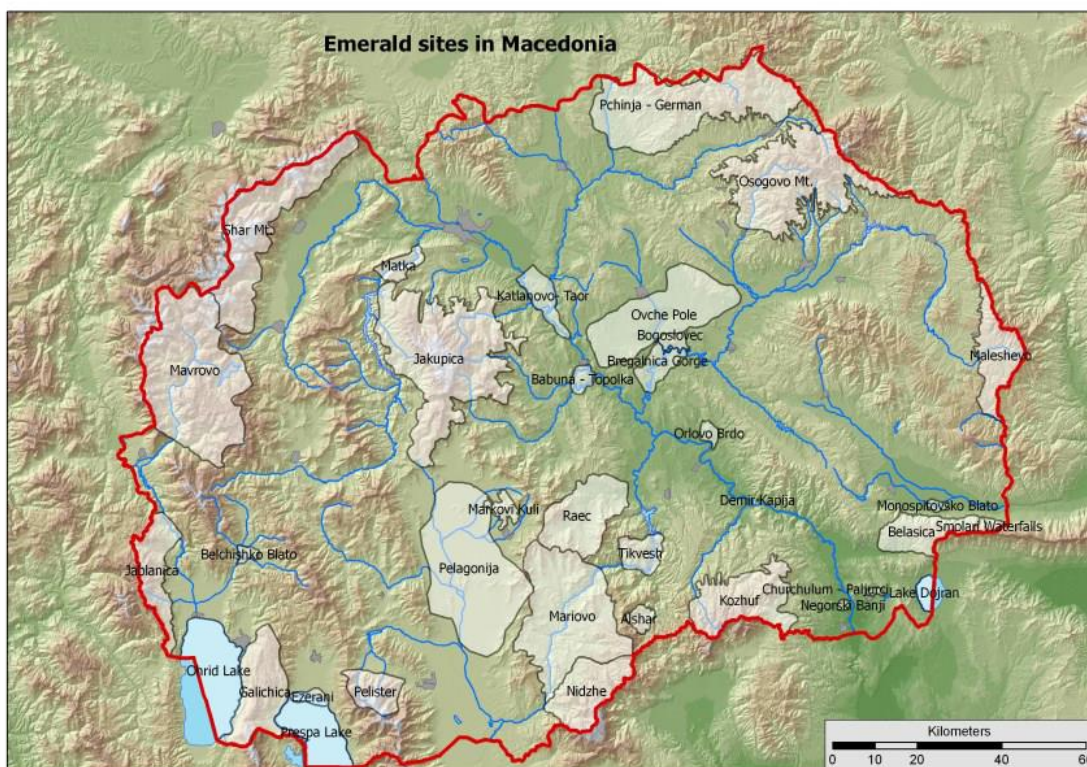 Emerald sites in Macedonia
Pchinja - German
Osogovo Mt.
Shar Mt.
Matka
Katlanovo- Taor
Ovche Pole
Bogoslovec
Jakupica
Bregalnica Gorge
Maleshevo
Mavrovo
Babuna - Topolka
Orlovo Brdo
Demir Kapija
Monospitovsko Blato
Markovi Kuli
Raec
Smolari Waterfalls
Belasica
Belchishko Blato
Tikvesh
Jablanica
Pelagonija
Churchulum - Paljurci
Lake Dojran
Kozhuf
Negorski Banji
Mariovo
Alshar
Ohrid Lake
Galichica
Ezerani
Pelister
Nidzhe
Prespa Lake
Kilometers
0 10 20 40 60